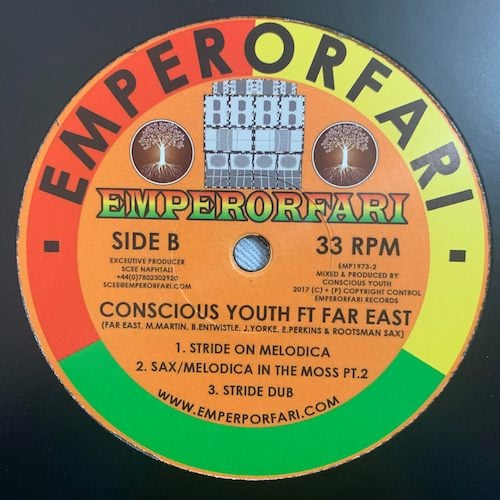 EMPERORFARI
EMPERORFARI
SIDE B
33 RPM
EXCEUTIVE PRODUCER
SCEE NAPHTALI
+44(0)7802302920
SCEE@EMPERORFARI.COM
EMP1973-2
MIXED & PRODUCED BY
CONSCIOUS YOUTH
2017 (C) + (P) COPYRIGHT CONTROL
EMPERORFARI RECORDS
CONSCIOUS YOUTH FT FAR EAST
(FAR EAST, M.MARTIN, B.ENTWISTLE, J.YORKE, E.PERKINS & ROOTSMAN SAX)
1. STRIDE ON MELODICA
2. SAX/MELODICA IN THE MOSS PT.2
3. STRIDE DUB
WWW.EMPERPORFARI.COM